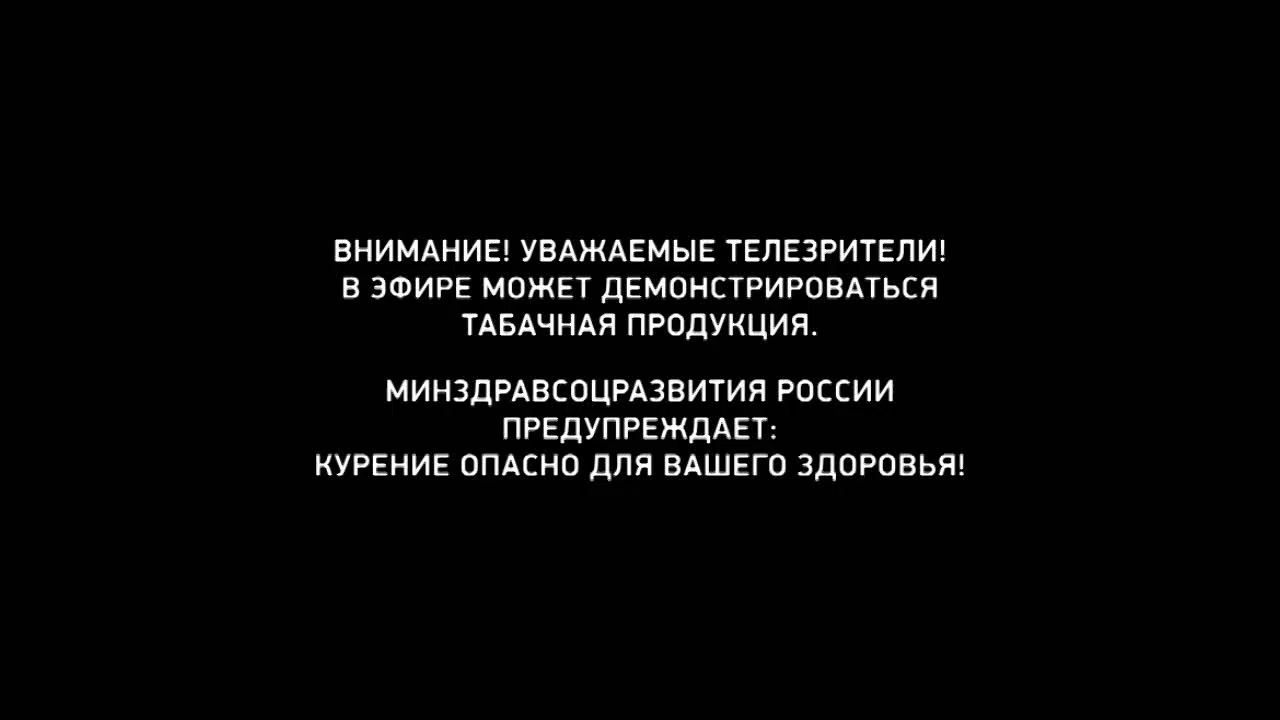 ВНИМАНИЕ! УВАЖАЕМЫЕ ТЕЛЕЗРИТЕЛИ!
В ЭФИРЕ МОЖЕТ ДЕМОНСТРИРОВАТЬСЯ
ТАБАЧНАЯ ПРОДУКЦИЯ.
МИНЗДРАВСОЦРАЗВИТИЯ РОССИИ
ПРЕДУПРЕЖДАЕТ:
КУРЕНИЕ ОПАСНО ДЛЯ ВАШЕГО ЗДОРОВЬЯ!